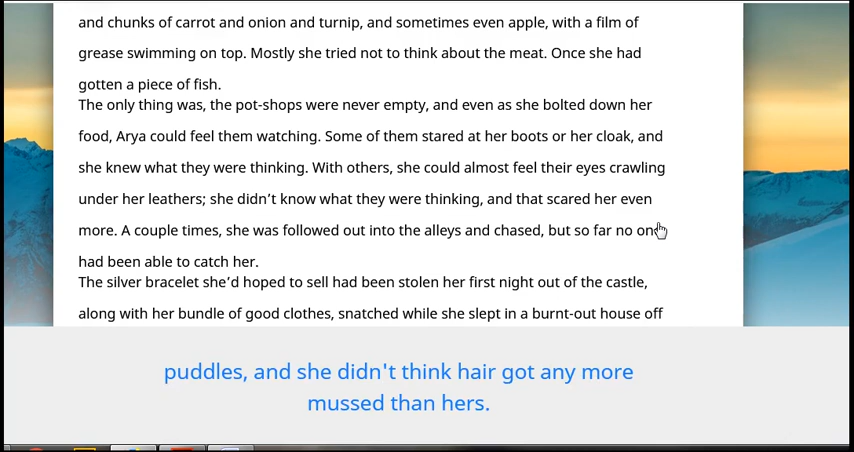 and chunks of carrot and onion and turnip, and sometimes even apple, with a film of
grease swimming on top. Mostly she tried not to think about the meat. Once she had
gotten a piece of fish.
The only thing was, the pot-shops were never empty, and even as she bolted down her
food, Arya could feel them watching. Some of them stared at her boots or her cloak, and
she knew what they were thinking. With others, she could almost feel their eyes crawling
under her leathers; she didn’t know what they were thinking, and that scared her even
more. A couple times, she was followed out into the alleys and chased, but so far no one
had been able to catch her.
The silver bracelet she’d hoped to sell had been stolen her first night out of the castle,
along with her bundle of good clothes, snatched while she slept in a burnt-out house off
puddles, and she didn't think hair got any more
mussed than hers.